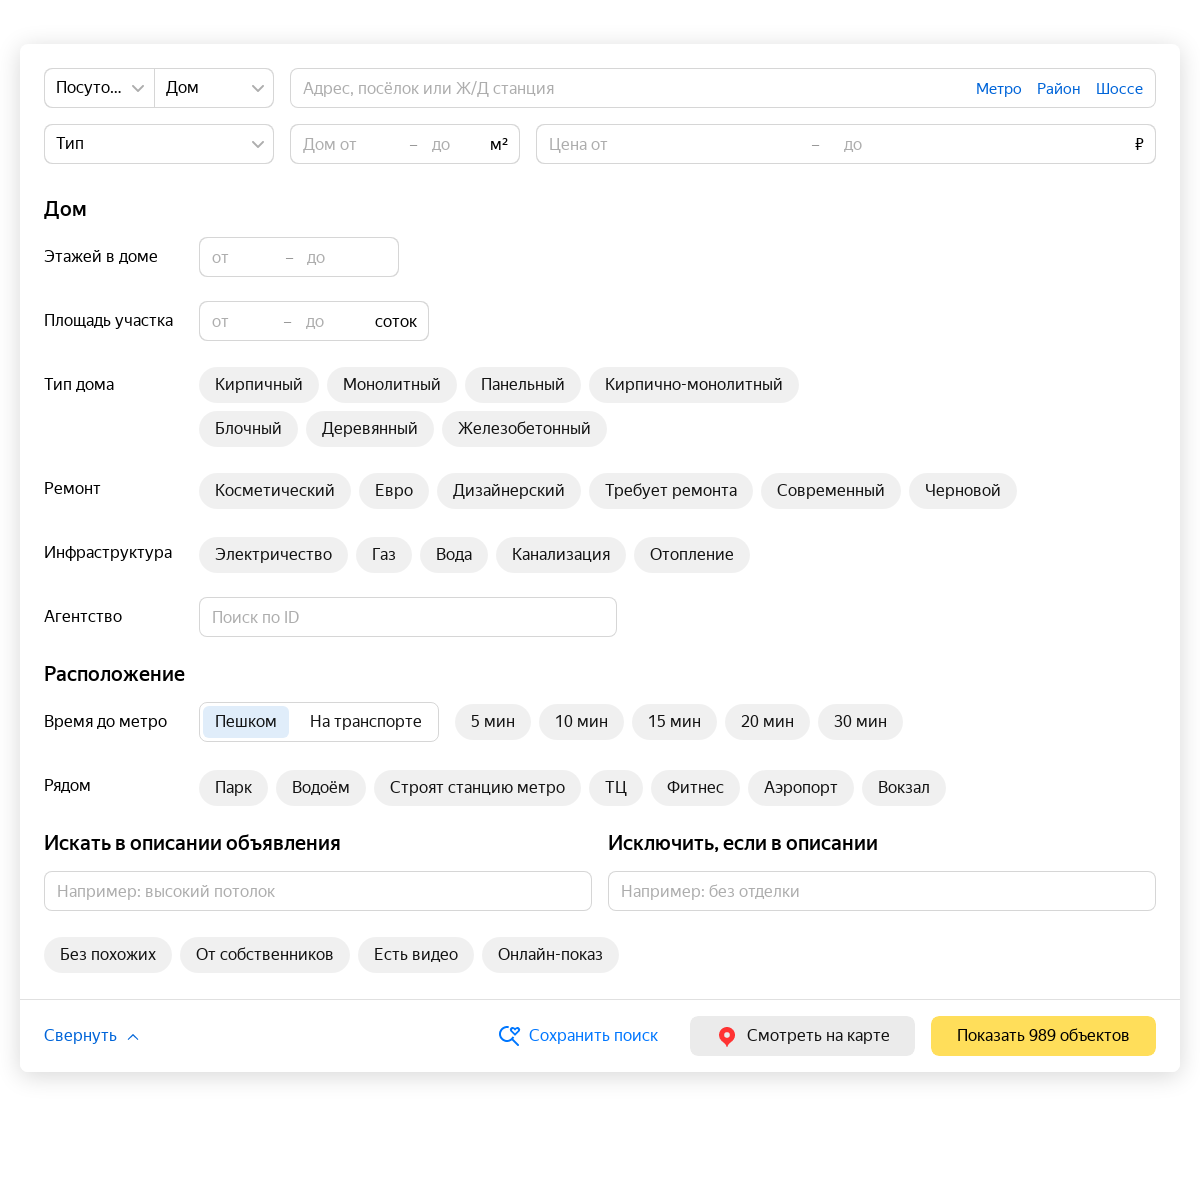 Посуто... Дом Адрес, посёлок или Ж/Д станция Метро Район Шоссе
Тип Дом от – до м² Цена от – до ₽
Дом
Этажей в доме от – до
Площадь участка от – до соток
Тип дома Кирпичный Монолитный Панельный Кирпично-монолитный
Блочный Деревянный Железобетонный
Ремонт Косметический Евро Дизайнерский Требует ремонта Современный Черновой
Инфраструктура Электричество Газ Вода Канализация Отопление
Агентство Поиск по ID
Расположение
Время до метро Пешком На транспорте 5 мин 10 мин 15 мин 20 мин 30 мин
Рядом Парк Водоём Строят станцию метро ТЦ Фитнес Аэропорт Вокзал
Искать в описании объявления Исключить, если в описании
Например: высокий потолок Например: без отделки
Без похожих От собственников Есть видео Онлайн-показ
Свернуть Сохранить поиск Смотреть на карте Показать 989 объектов